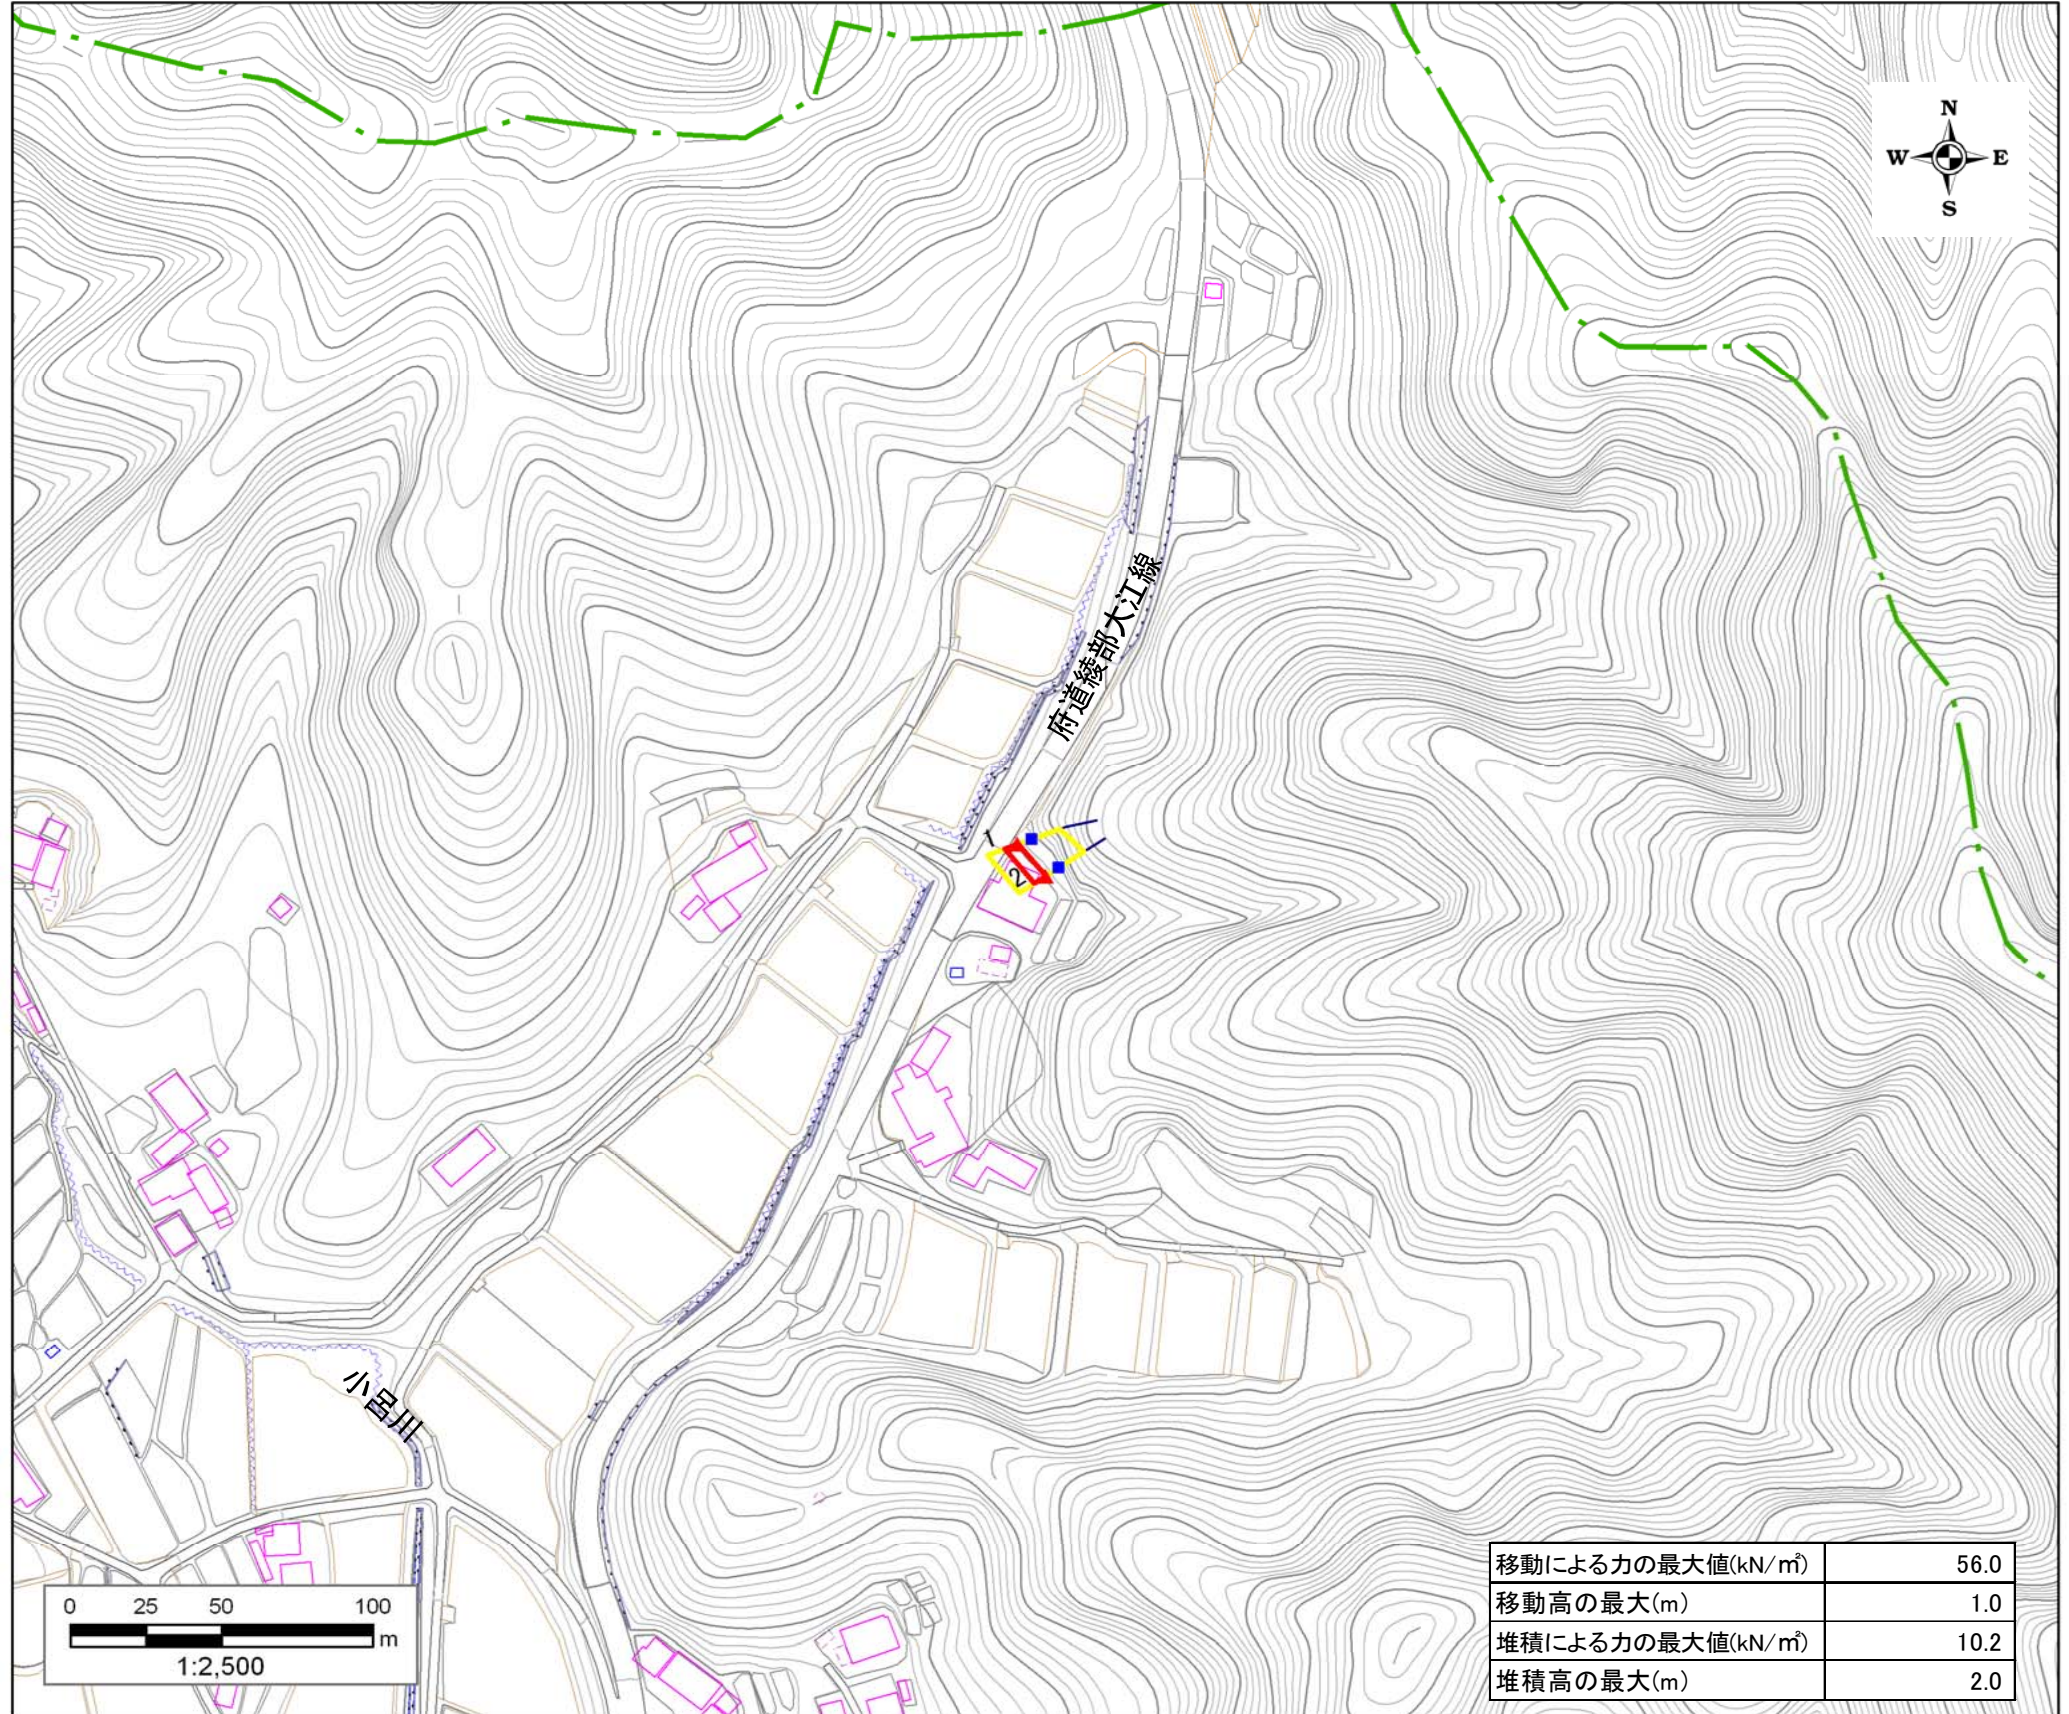 N
W E
S
府道綾部大江線
1
2
小呂川
0 25 50 100
m
1:2,500
移動による力の最大値(kN/㎡) 56.0
移動高の最大(m) 1.0
堆積による力の最大値(kN/㎡) 10.2
堆積高の最大(m) 2.0